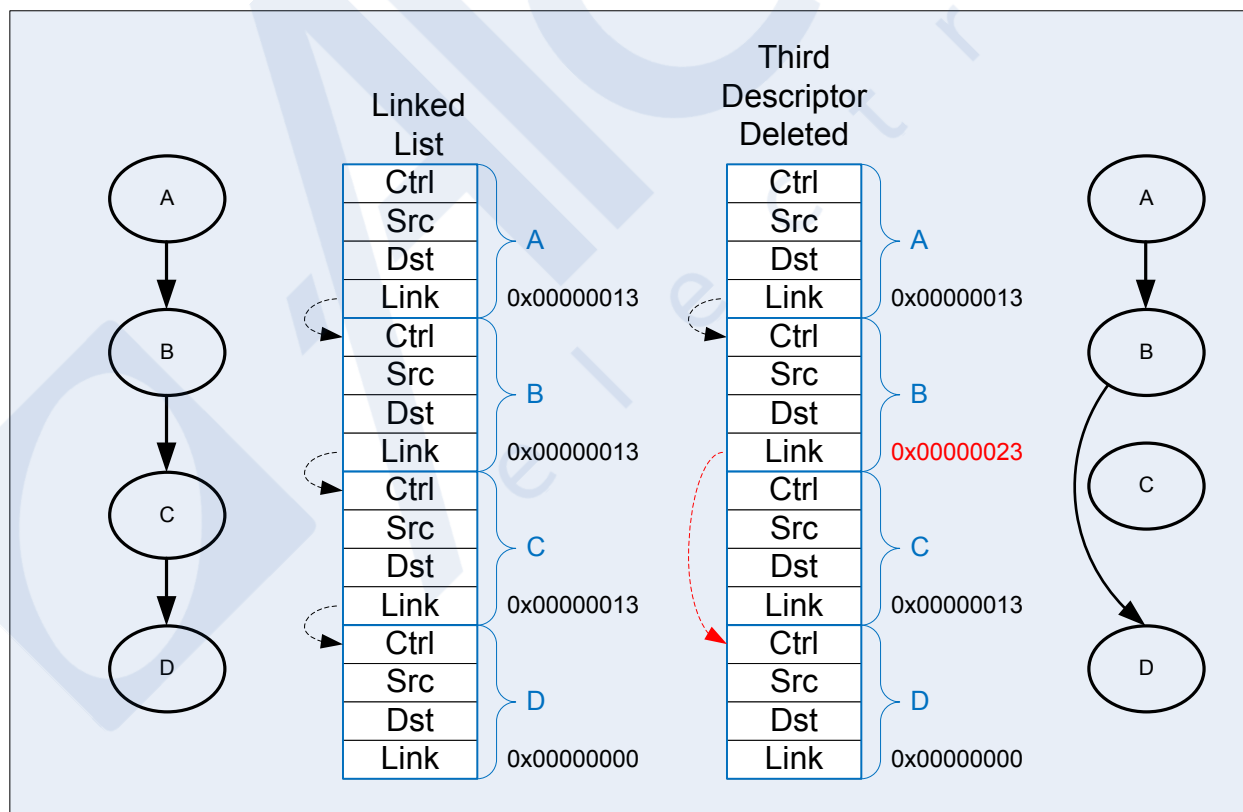 Linked
List
Third
Descriptor
Deleted
A
B
C
D
Ctrl
Src
Dst
Link 0x00000013
A
Ctrl
Src
Dst
Link 0x00000013
B
Ctrl
Src
Dst
Link 0x00000013
C
Ctrl
Src
Dst
Link 0x00000000
D
Ctrl
Src
Dst
Link 0x00000013
A
Ctrl
Src
Dst
Link 0x00000023
B
Ctrl
Src
Dst
Link 0x00000013
C
Ctrl
Src
Dst
Link 0x00000000
D
A
B
C
D
e l e c t r